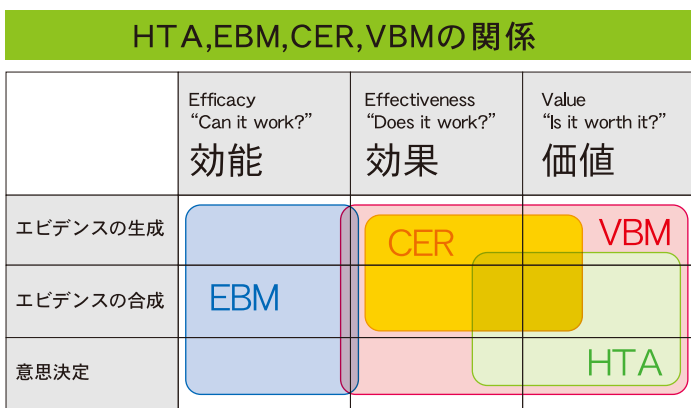 HTA,EBM,CER,VBMの関係
Efficacy
“Can it work?”
効能
Effectiveness
“Does it work?”
効果
Value
“Is it worth it?”
価値
エビデンスの生成
エビデンスの合成
意思決定
CER
VBM
EBM
HTA